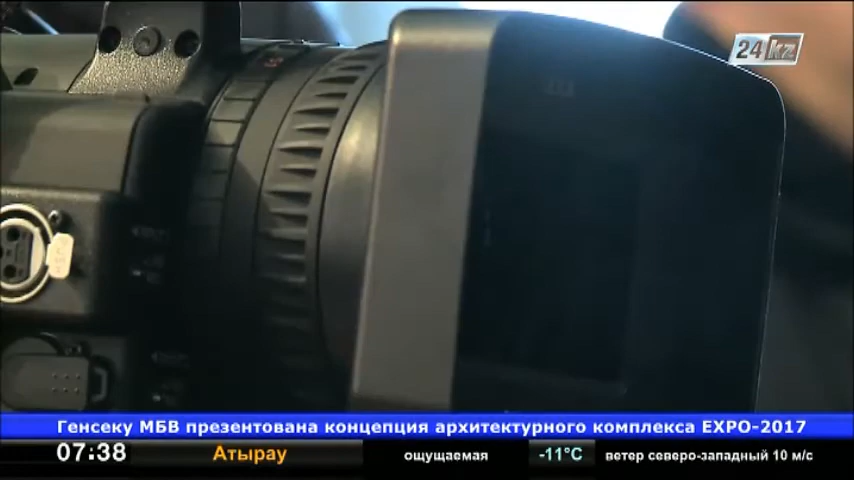 24kz
Генсеку МБВ презентована концепция архитектурного комплекса EXPO-2017
07:38 Атырау ощущаемая -11°C ветер северо-западный 10 м/с